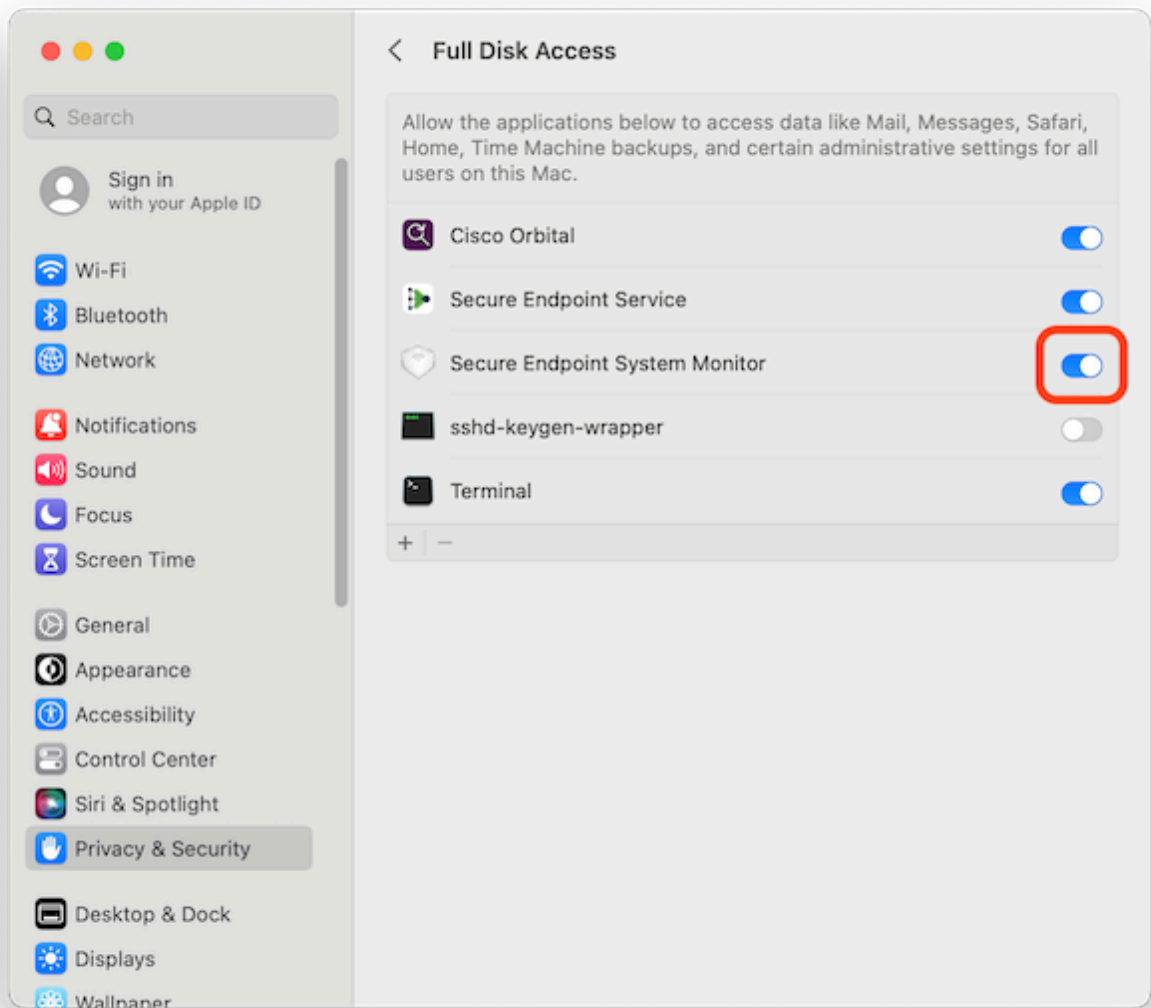 Full Disk Access
Search
Sign in
with your Apple ID
Wi-Fi
Bluetooth
Network
Notifications
Sound
Focus
Screen Time
General
Appearance
Accessibility
Control Center
Siri & Spotlight
Privacy & Security
Desktop & Dock
Displays
Wallpaper
Allow the applications below to access data like Mail, Messages, Safari,
Home, Time Machine backups, and certain administrative settings for all
users on this Mac.
Cisco Orbital
Secure Endpoint Service
Secure Endpoint System Monitor
sshd-keygen-wrapper
Terminal
+ −